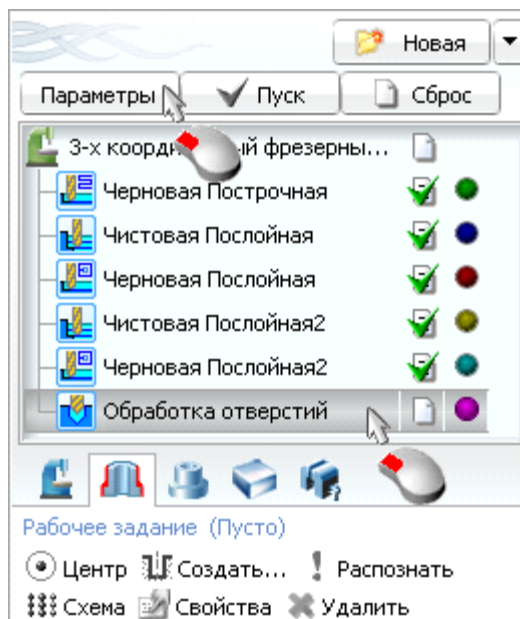 Новая
Параметры Пуск Сброс
3-х коорди ый фрезерны...
Черновая Построчная
Чистовая Послойная
Черновая Послойная
Чистовая Послойная2
Черновая Послойная2
Обработка отверстий
Рабочее задание (Пусто)
Центр Создать... Распознать
Схема Свойства Удалить